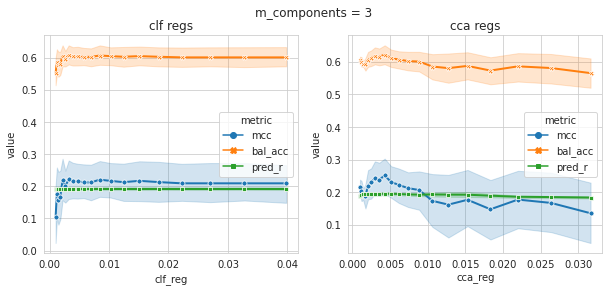 m_components = 3
clf regs
cca regs
0.6
0.5
0.4
0.3
0.2
0.1
0.0
value
metric
mcc
bal_acc
pred_r
0.00
0.01
0.02
0.03
0.04
clf_reg
0.6
0.5
0.4
0.3
0.2
0.1
value
metric
mcc
bal_acc
pred_r
0.000
0.005
0.010
0.015
0.020
0.025
0.030
cca_reg